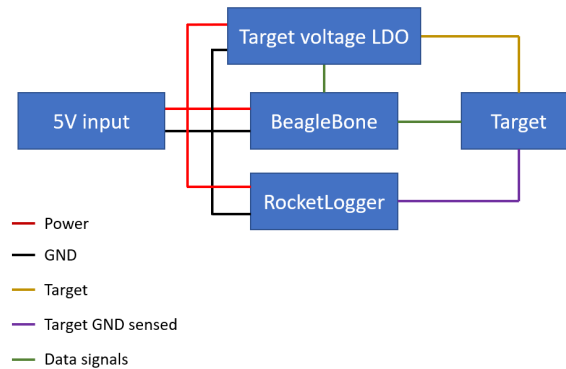 Target voltage LDO
5V input
BeagleBone
Target
RocketLogger
Power
GND
Target
Target GND sensed
Data signals